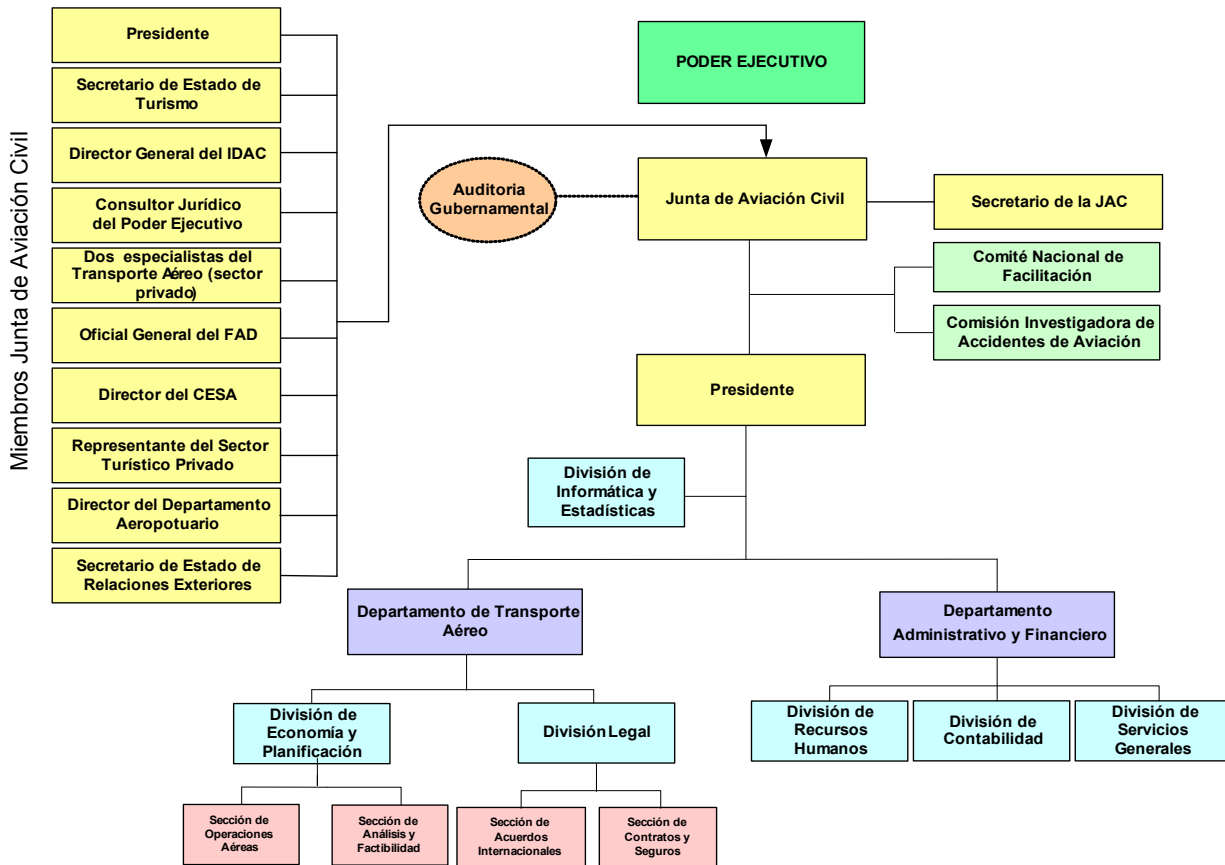 Miembros Junta de Aviación Civil
Presidente
Secretario de Estado de
Turismo
Director General del IDAC
Consultor Jurídico
del Poder Ejecutivo
Dos especialistas del
Transporte Aéreo (sector
privado)
Oficial General del FAD
Director del CESA
Representante del Sector
Turístico Privado
Director del Departamento
Aeropotuario
Secretario de Estado de
Relaciones Exteriores
PODER EJECUTIVO
Auditoria
Gubernamental
Junta de Aviación Civil
Secretario de la JAC
Comité Nacional de
Facilitación
Comisión Investigadora de
Accidentes de Aviación
Presidente
División de
Informática y
Estadísticas
Departamento de Transporte
Aéreo
Departamento
Administrativo y Financiero
División de
Economía y
Planificación
División Legal
División de
Recursos
Humanos
División de
Contabilidad
División de
Servicios
Generales
Sección de
Operaciones
Aéreas
Sección de
Análisis y
Factibilidad
Sección de
Acuerdos
Internacionales
Sección de
Contratos y
Seguros